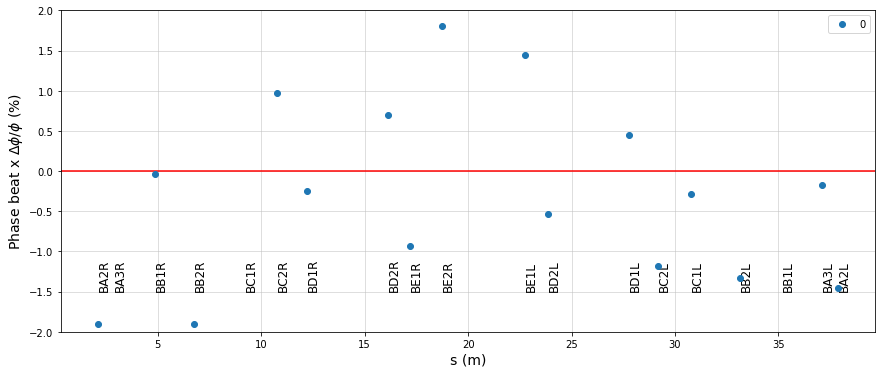 2.0
0
1.5
1.0
0.5
0.0
−0.5
−1.0
−1.5
−2.0
Phase beat x Δϕ/ϕ (%)
BA2R
BA3R
BB1R
BB2R
BC1R
BC2R
BD1R
BD2R
BE1R
BE2R
BE1L
BD2L
BD1L
BC2L
BC1L
BB2L
BB1L
BA3L
BA2L
5
10
15
20
25
30
35
s (m)